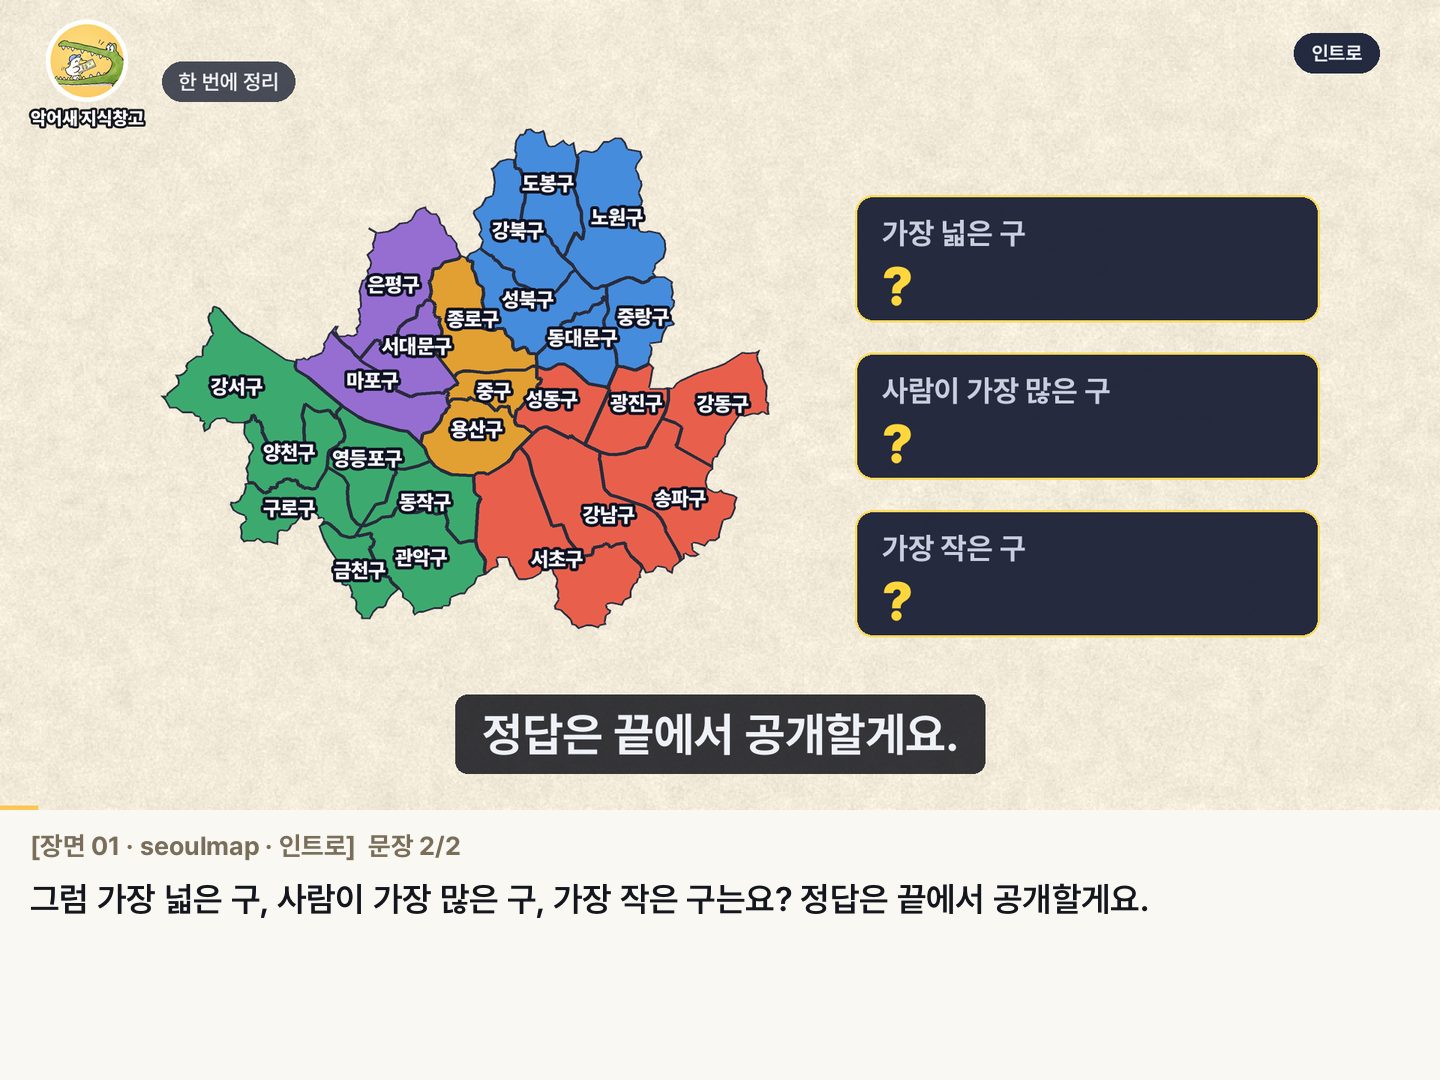 악어새 지식창고
한 번에 정리
인트로
도봉구
노원구
강북구
은평구
성북구
종로구
중랑구
동대문구
서대문구
마포구
강서구
중구
성동구
광진구
강동구
용산구
양천구
영등포구
동작구
송파구
구로구
강남구
관악구
서초구
금천구
가장 넓은 구
?
사람이 가장 많은 구
?
가장 작은 구
?
정답은 끝에서 공개할게요.
[장면 01 · seoulmap · 인트로] 문장 2/2
그럼 가장 넓은 구, 사람이 가장 많은 구, 가장 작은 구는요? 정답은 끝에서 공개할게요.